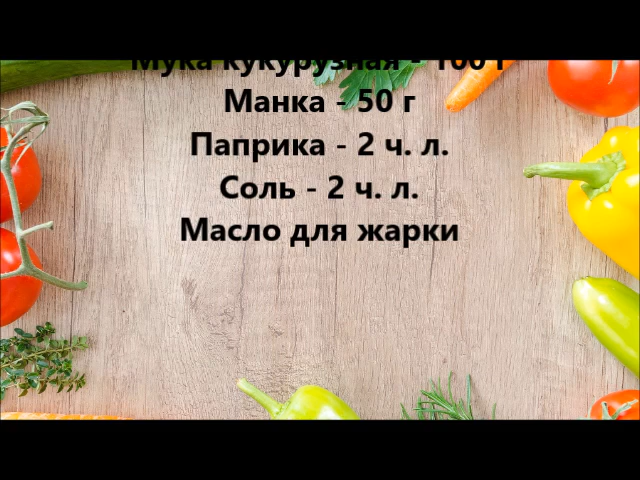 Мука кукурузная - 100 г
Манка - 50 г
Паприка - 2 ч. л.
Соль - 2 ч. л.
Масло для жарки